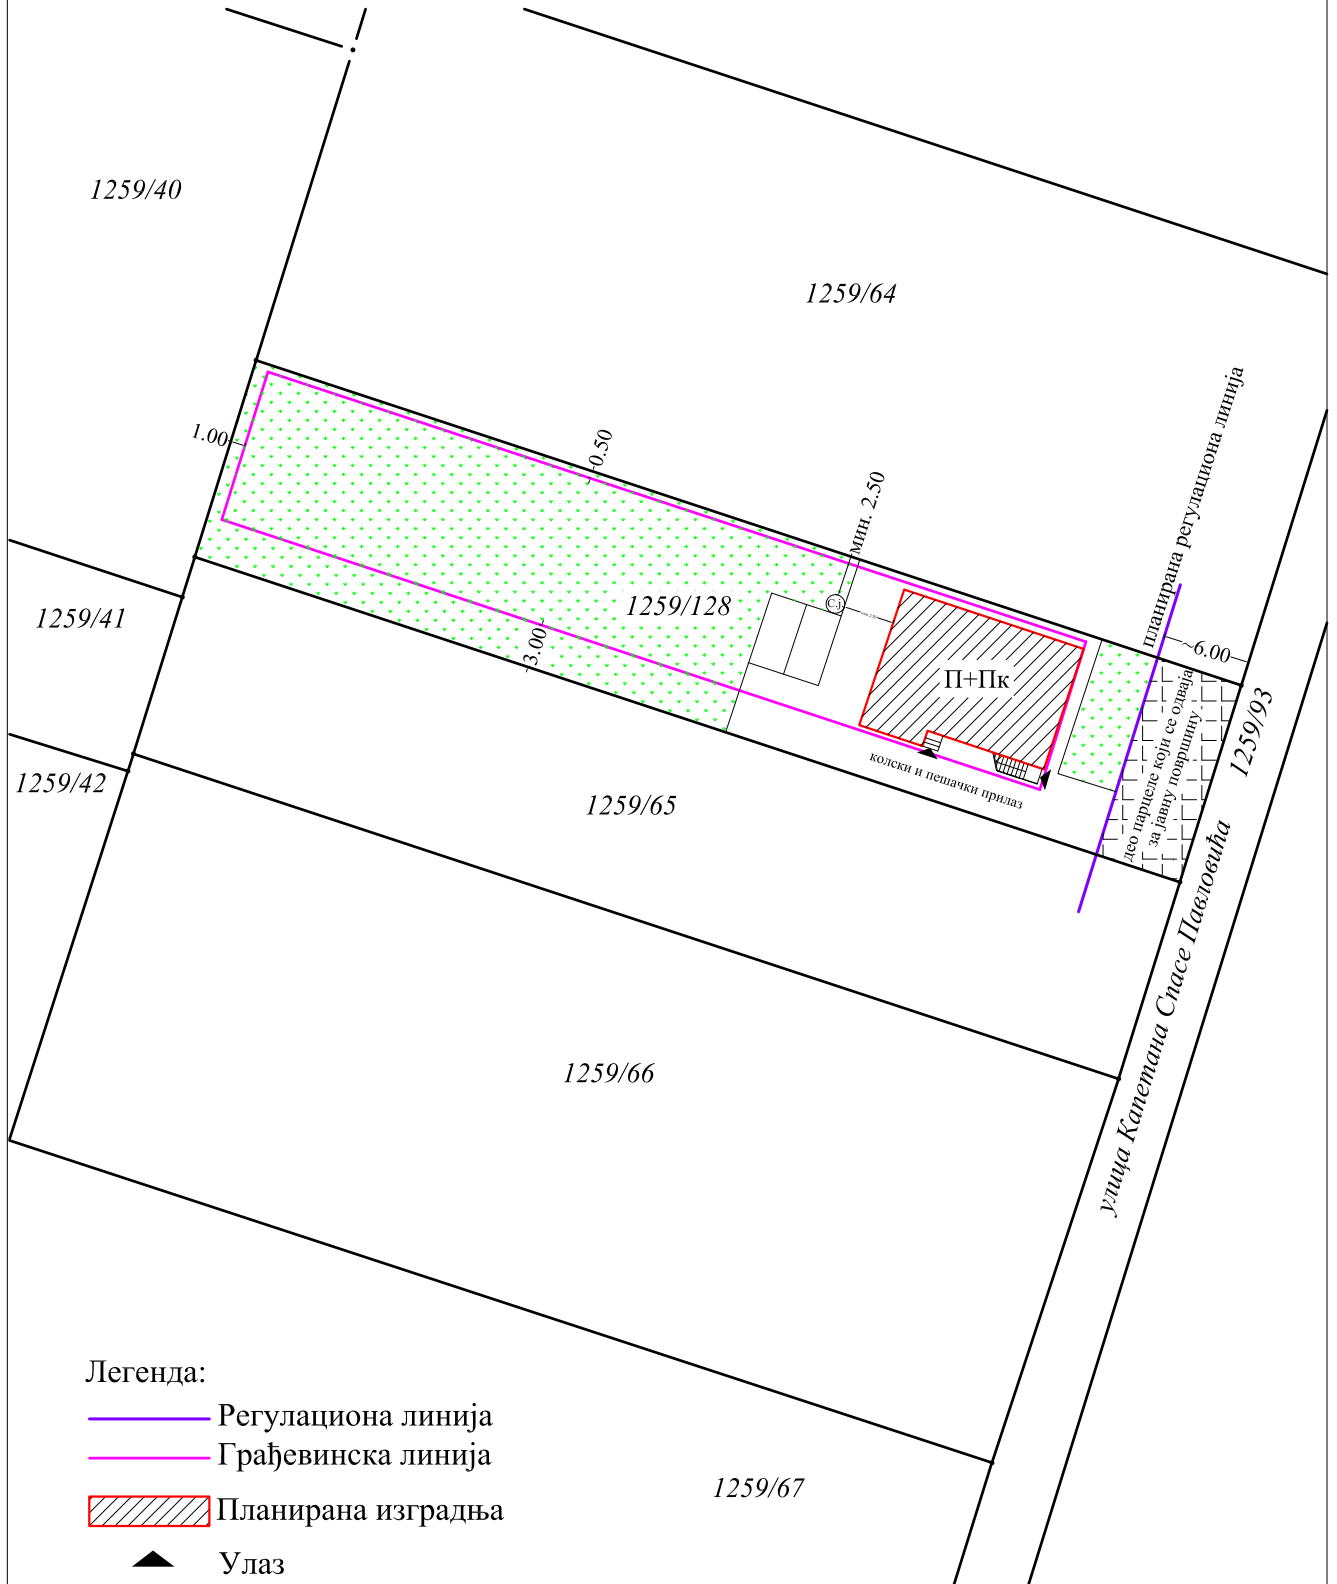 1259/40
1259/64
планирана регулациона линија
1.00
0.50
мин. 2.50
1259/128
1259/41
3.00
~6.00
П+Пк
део парцеле који се одваја
за јавну површину
1259/93
колски и пешачки прилаз
1259/42
1259/65
улица Капетана Спасе Павловића
1259/66
Легенда:
Регулациона линија
Грађевинска линија
1259/67
Планирана изградња
Улаз